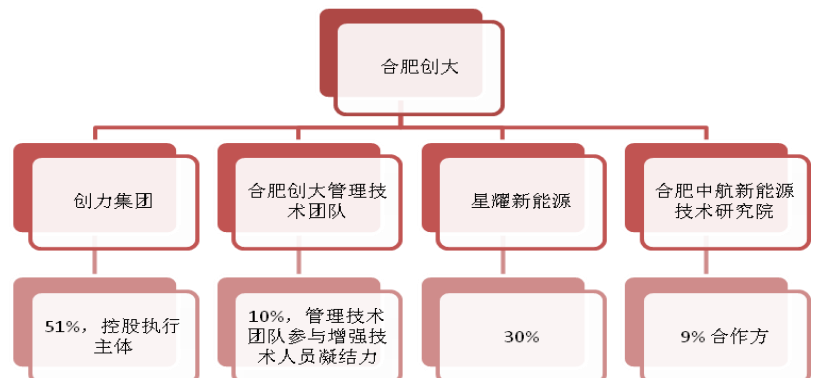 合肥创大
创力集团
合肥创大管理技
术团队
星耀新能源
合肥中航新能源
技术研究院
51%，控股执行
主体
10%，管理技术
团队参与增强技
术人员凝结力
30%
9% 合作方